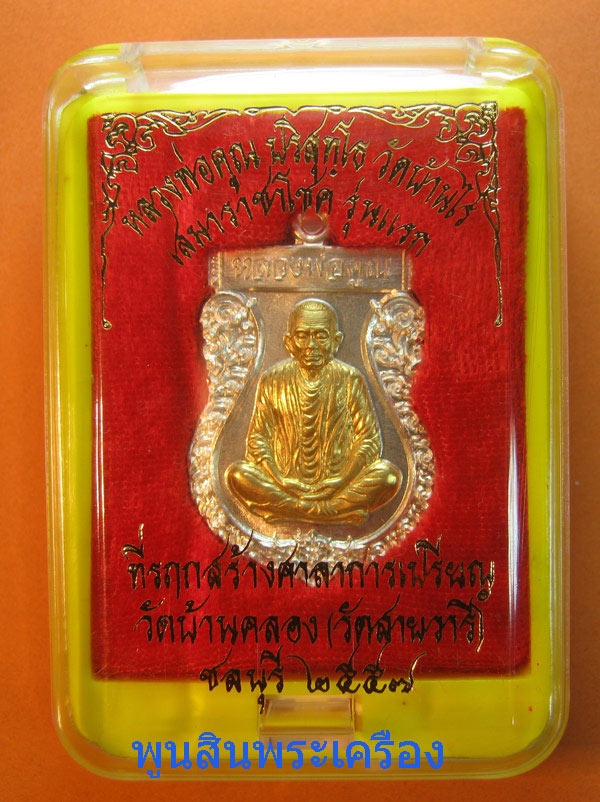 หลวงพ่อคูณ ปริสุทฺโธ วัดบ้านไร่
เสมาราชาโชค รุ่นแรก
หลวงพ่อคูณ
ที่รฤกสร้างศาลาการเปรียญ
วัดบ้านคลอง (วัดสายวารี)
ชลบุรี ๒๕๕๗
พูนสินพระเครื่อง